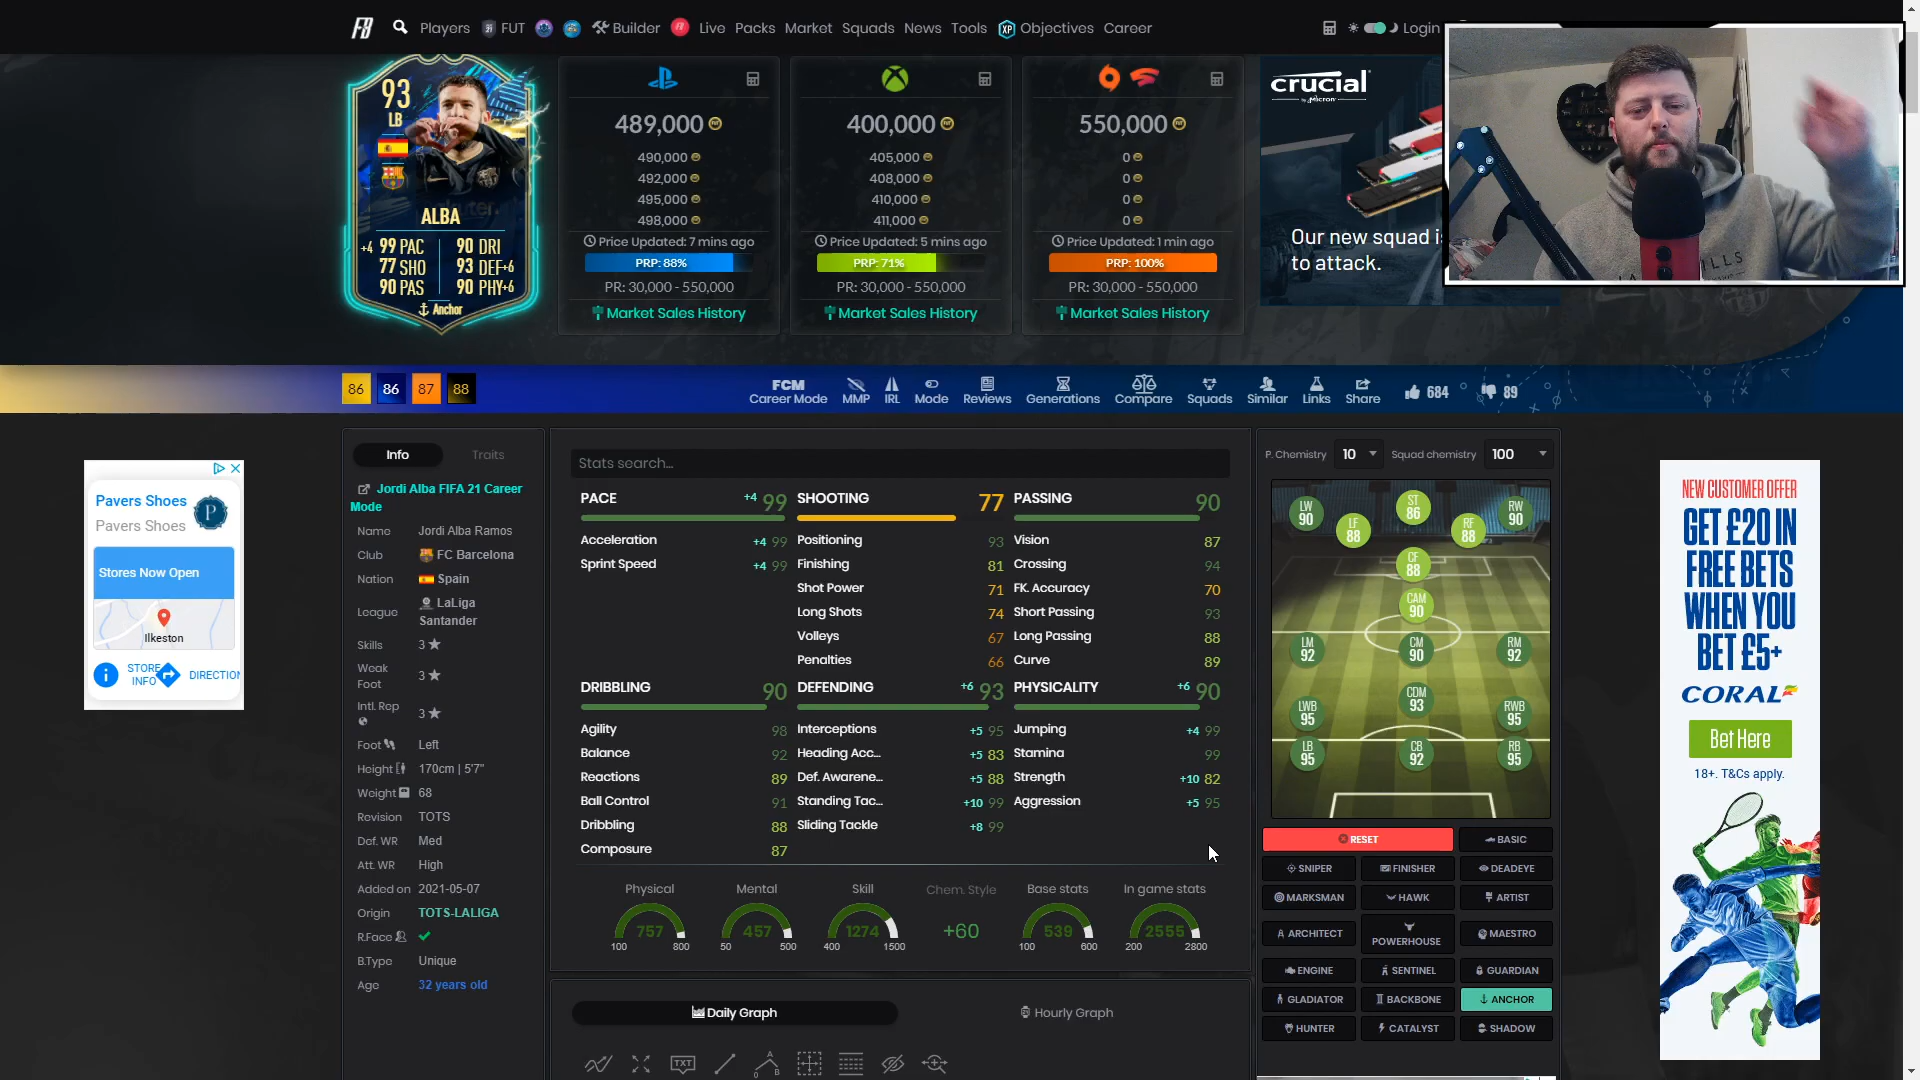 Players
FUT
Builder
Live
Packs
Market
Squads
News
Tools
XP Objectives
Career
Login
93
LB
ALBA
+4 99 PAC 90 DRI
77 SHO 93 DEF+6
90 PAS 90 PHY+6
Anchor
489,000
490,000
492,000
495,000
498,000
Price Updated: 7 mins ago
PRP: 88%
PR: 30,000 - 550,000
Market Sales History
400,000
405,000
408,000
410,000
411,000
Price Updated: 5 mins ago
PRP: 71%
PR: 30,000 - 550,000
Market Sales History
550,000
0
0
0
0
Price Updated: 1 min ago
PRP: 100%
PR: 30,000 - 550,000
Market Sales History
crucial
by Micron
Our new squad
to attack.
86 86 87 88
FCM
Career Mode
MMP
IRL
Mode
Reviews
Generations
Compare
Squads
Similar
Links
Share
684
89
Pavers Shoes
Pavers Shoes
P
Stores Now Open
Ilkeston
STORE
INFO
DIRECTION
Info Traits
Jordi Alba FIFA 21 Career
Mode
Name Jordi Alba Ramos
Club FC Barcelona
Nation Spain
League LaLiga
Santander
Skills 3
Weak
Foot 3
Intl. Rep 3
Foot Left
Height 170cm | 5'7"
Weight 68
Revision TOTS
Def. WR Med
Att. WR High
Added on 2021-05-07
Origin TOTS-LALIGA
R.Face
B.Type Unique
Age 32 years old
Stats search...
PACE +4 99
Acceleration +4 99
Sprint Speed +4 99
SHOOTING 77
Positioning 93
Finishing 81
Shot Power 71
Long Shots 74
Volleys 67
Penalties 66
PASSING 90
Vision 87
Crossing 94
FK. Accuracy 70
Short Passing 93
Long Passing 88
Curve 89
DRIBBLING 90
Agility 98
Balance 92
Reactions 89
Ball Control 91
Dribbling 88
Composure 87
DEFENDING +6 93
Interceptions +5 95
Heading Acc... +5 83
Def. Awarene... +5 88
Standing Tac... +10 99
Sliding Tackle +8 99
PHYSICALITY +6 90
Jumping +4 99
Stamina 99
Strength +10 82
Aggression +5 95
Physical
757
100 800
Mental
457
50 500
Skill
1274
400 1500
Chem. Style
+60
Base stats
539
100 600
In game stats
2555
200 2800
Daily Graph
Hourly Graph
TXT
P. Chemistry 10
Squad chemistry 100
LW
90
ST
86
RW
90
LF
88
RF
88
CF
88
CAM
90
LM
92
CM
90
RM
92
CDM
93
LWB
95
RWB
95
LB
95
CB
92
RB
95
RESET
BASIC
SNIPER
FINISHER
DEADEYE
MARKSMAN
HAWK
ARTIST
ARCHITECT
POWERHOUSE
MAESTRO
ENGINE
SENTINEL
GUARDIAN
GLADIATOR
BACKBONE
ANCHOR
HUNTER
CATALYST
SHADOW
NEW CUSTOMER OFFER
GET £20 IN
FREE BETS
WHEN YOU
BET £5+
CORAL
Bet Here
18+. T&Cs apply.